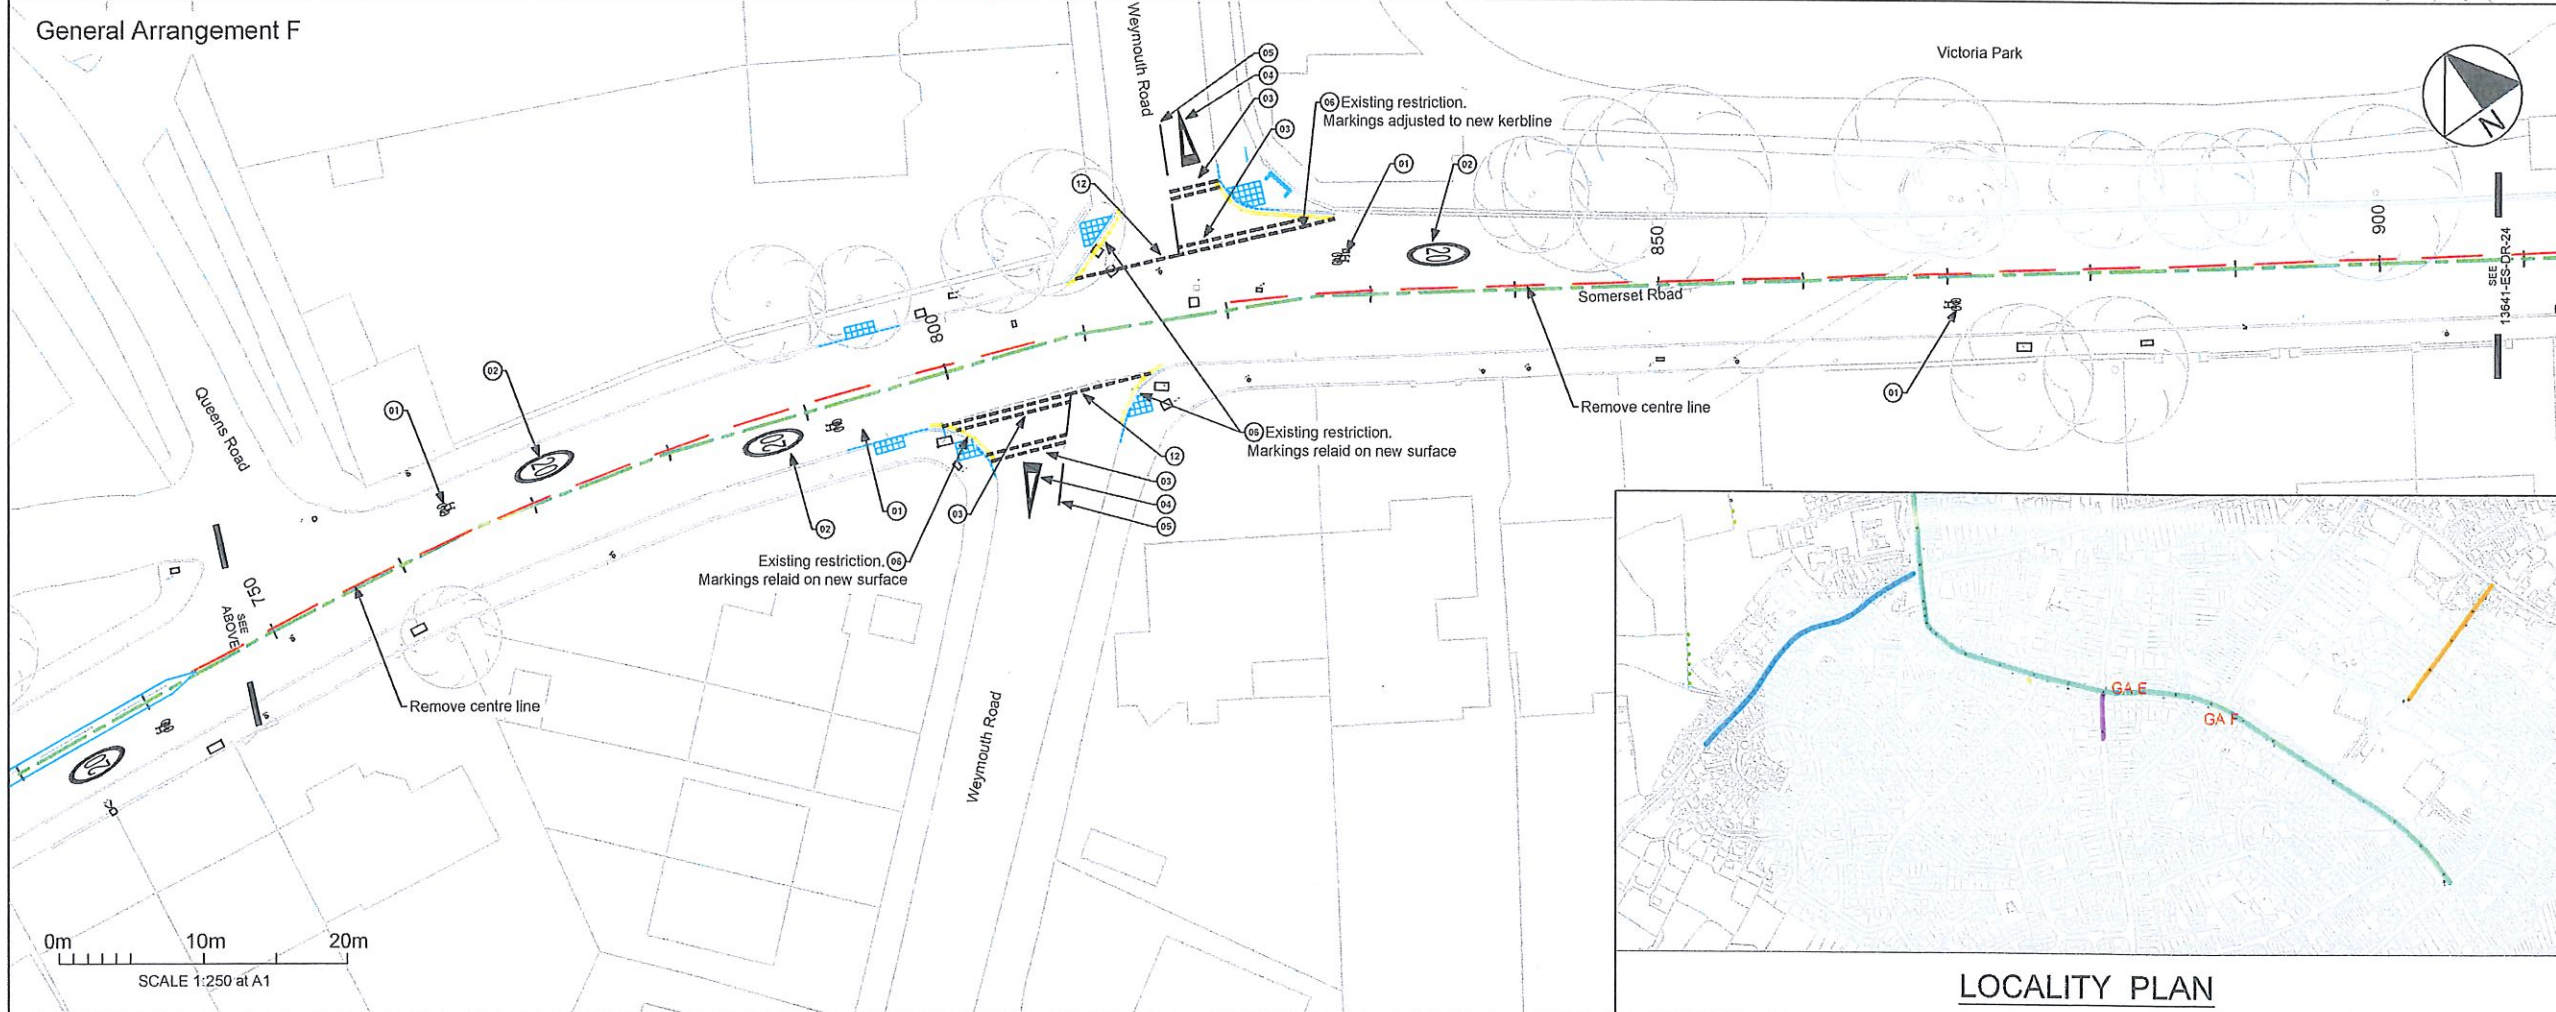 General Arrangement F
Weymouth Road
Victoria Park
05
04
03
06 Existing restriction.
Markings adjusted to new kerbline
03
01
02
12
N
20
850
900
SEE
13641-ES-DR-24
Somerset Road
800
02
01
Queens Road
20
20
Remove centre line
01
06 Existing restriction.
Markings relaid on new surface
12
03
04
05
01
02
03
Existing restriction. 06
Markings relaid on new surface
750
SEE
ABOVE
Remove centre line
20
Weymouth Road
GA E
GA F
0m 10m 20m
SCALE 1:250 at A1
LOCALITY PLAN